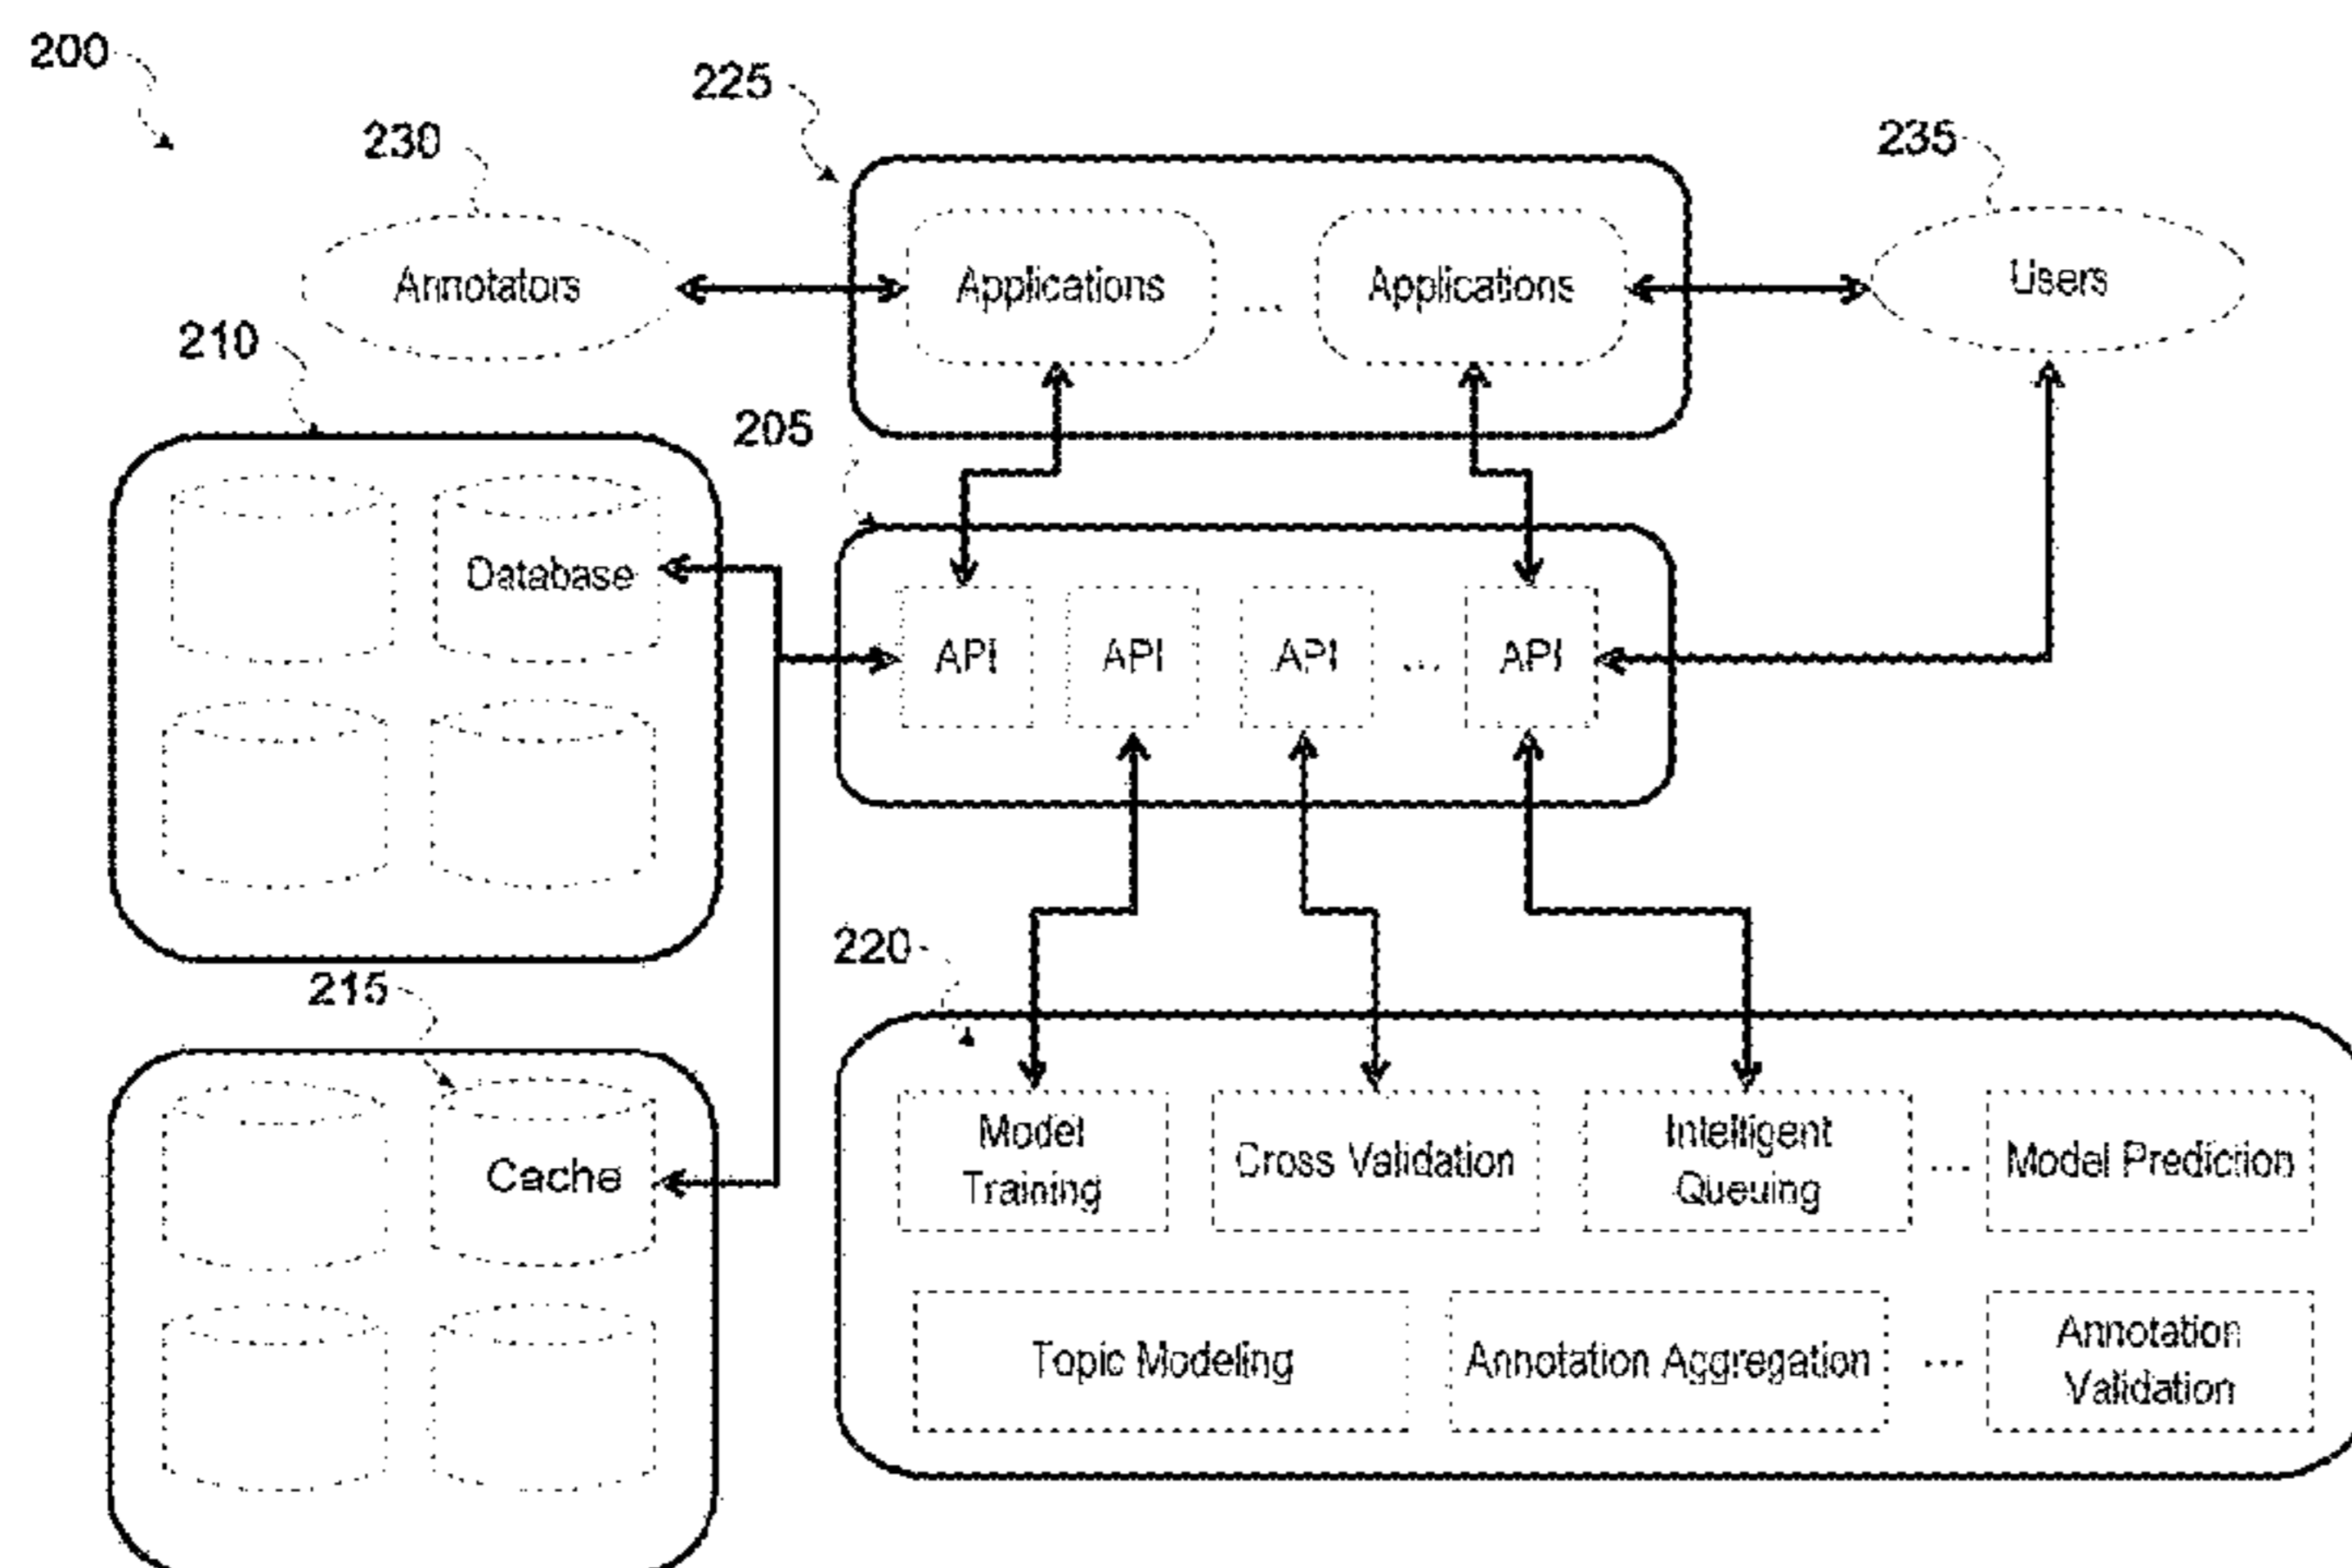 200
225
230
235
Annotators
Applications
...
Applications
Users
210
205
Database
API
API
API
...
API
220
215
Cache
Model
Training
Cross Validation
Intelligent
Queuing
...
Model Prediction
Topic Modeling
Annotation Aggregation
...
Annotation
Validation